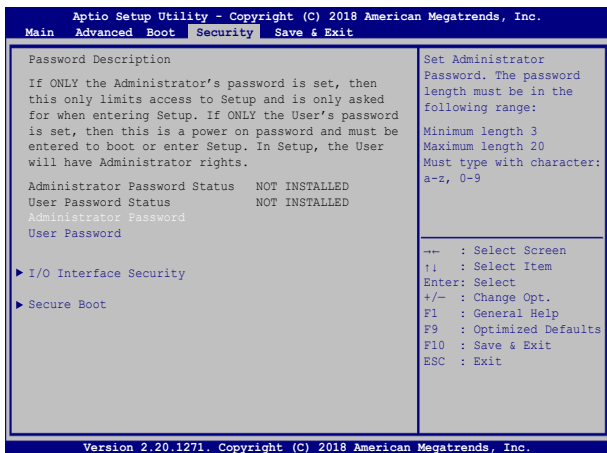 Aptio Setup Utility - Copyright (C) 2018 American Megatrends, Inc.
Main Advanced Boot Security Save & Exit
Password Description
If ONLY the Administrator's password is set, then
this only limits access to Setup and is only asked
for when entering Setup. If ONLY the User's password
is set, then this is a power on password and must be
entered to boot or enter Setup. In Setup, the User
will have Administrator rights.
Administrator Password Status NOT INSTALLED
User Password Status NOT INSTALLED
Administrator Password
User Password
▶ I/O Interface Security
▶ Secure Boot
Set Administrator
Password. The password
length must be in the
following range:
Minimum length 3
Maximum length 20
Must type with character:
a-z, 0-9
→← : Select Screen
↑↓ : Select Item
Enter: Select
+/— : Change Opt.
F1 : General Help
F9 : Optimized Defaults
F10 : Save & Exit
ESC : Exit
Version 2.20.1271. Copyright (C) 2018 American Megatrends, Inc.